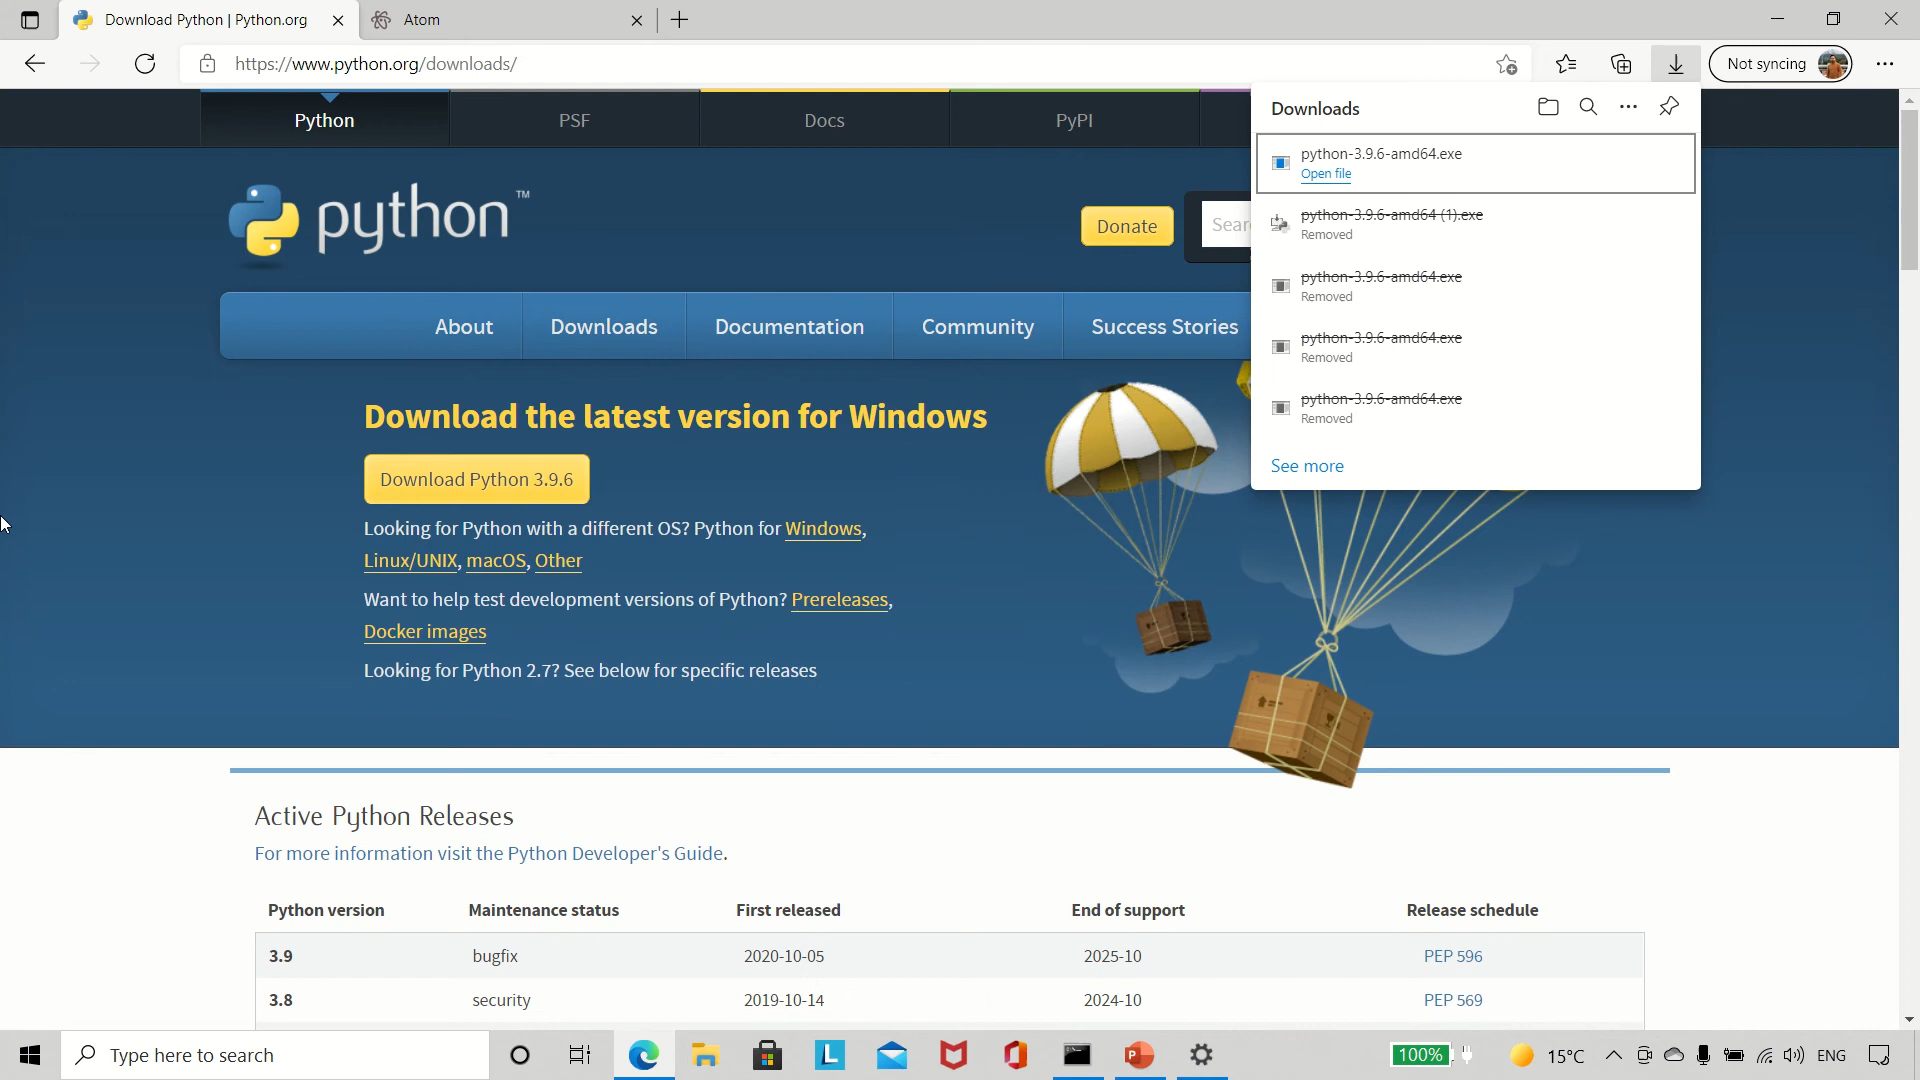 Download Python | Python.org
Atom
https://www.python.org/downloads/
Not syncing
Python
PSF
Docs
PyPI
Downloads
python-3.9.6-amd64.exe
Open file
python-3.9.6-amd64 (1).exe
Removed
python-3.9.6-amd64.exe
Removed
python-3.9.6-amd64.exe
Removed
python-3.9.6-amd64.exe
Removed
See more
python™
Donate
About
Downloads
Documentation
Community
Success Stories
Download the latest version for Windows
Download Python 3.9.6
Looking for Python with a different OS? Python for Windows,
Linux/UNIX, macOS, Other
Want to help test development versions of Python? Prereleases,
Docker images
Looking for Python 2.7? See below for specific releases
Active Python Releases
For more information visit the Python Developer's Guide.
Python version Maintenance status First released End of support Release schedule
3.9 bugfix 2020-10-05 2025-10 PEP 596
3.8 security 2019-10-14 2024-10 PEP 569
Type here to search
100%
15°C
ENG